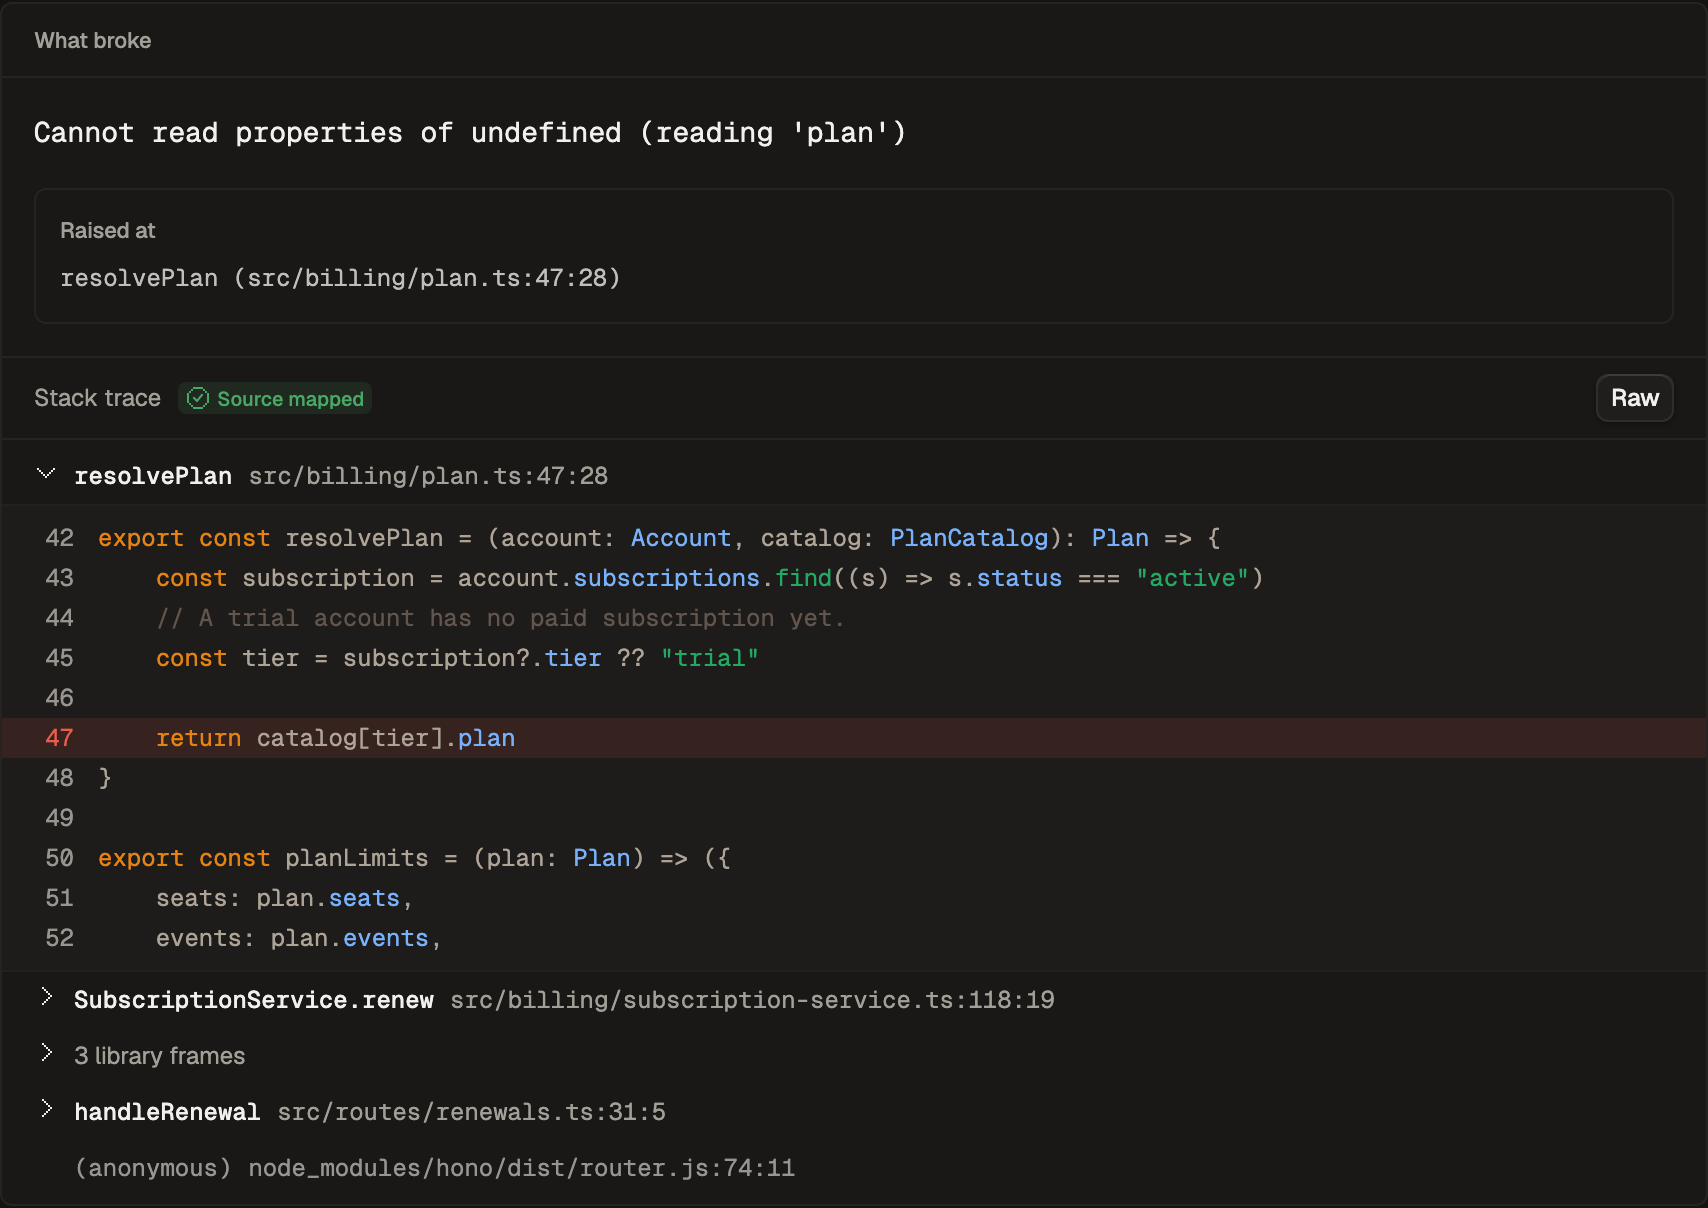 What broke
Cannot read properties of undefined (reading 'plan')
Raised at
resolvePlan (src/billing/plan.ts:47:28)
Stack trace Source mapped Raw
resolvePlan src/billing/plan.ts:47:28
42 export const resolvePlan = (account: Account, catalog: PlanCatalog): Plan => {
43     const subscription = account.subscriptions.find((s) => s.status === "active")
44     // A trial account has no paid subscription yet.
45     const tier = subscription?.tier ?? "trial"
46
47     return catalog[tier].plan
48 }
49
50 export const planLimits = (plan: Plan) => ({
51     seats: plan.seats,
52     events: plan.events,
SubscriptionService.renew src/billing/subscription-service.ts:118:19
3 library frames
handleRenewal src/routes/renewals.ts:31:5
(anonymous) node_modules/hono/dist/router.js:74:11